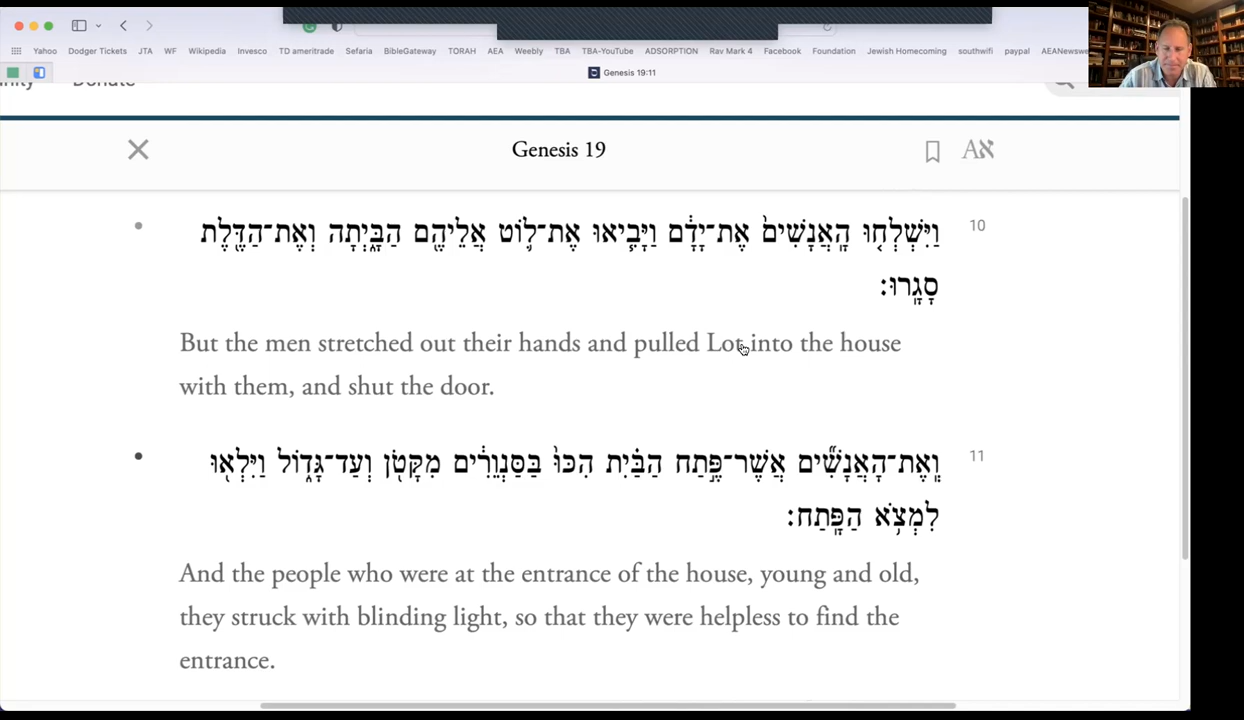 Yahoo Dodger Tickets JTA WF Wikipedia Invesco TD ameritrade Sefaria BibleGateway TORAH AEA Weebly TBA TBA-YouTube ADSORPTION Rav Mark 4 Facebook Foundation Jewish Homecoming southwifi paypal
Genesis 19:11
Donate
Genesis 19
Aא
10
וַיִּשְׁלְח֤וּ הָֽאֲנָשִׁים֙ אֶת־יָדָ֔ם וַיָּבִ֧יאוּ אֶת־ל֛וֹט אֲלֵיהֶ֖ם הַבָּ֑יְתָה וְאֶת־הַדֶּ֖לֶת
סָגָֽרוּ׃
But the men stretched out their hands and pulled Lot into the house
with them, and shut the door.
11
וְֽאֶת־הָאֲנָשִׁ֞ים אֲשֶׁר־פֶּ֣תַח הַבַּ֗יִת הִכּוּ֙ בַּסַּנְוֵרִ֔ים מִקָּטֹ֖ן וְעַד־גָּד֑וֹל וַיִּלְא֖וּ
לִמְצֹ֥א הַפָּֽתַח׃
And the people who were at the entrance of the house, young and old,
they struck with blinding light, so that they were helpless to find the
entrance.